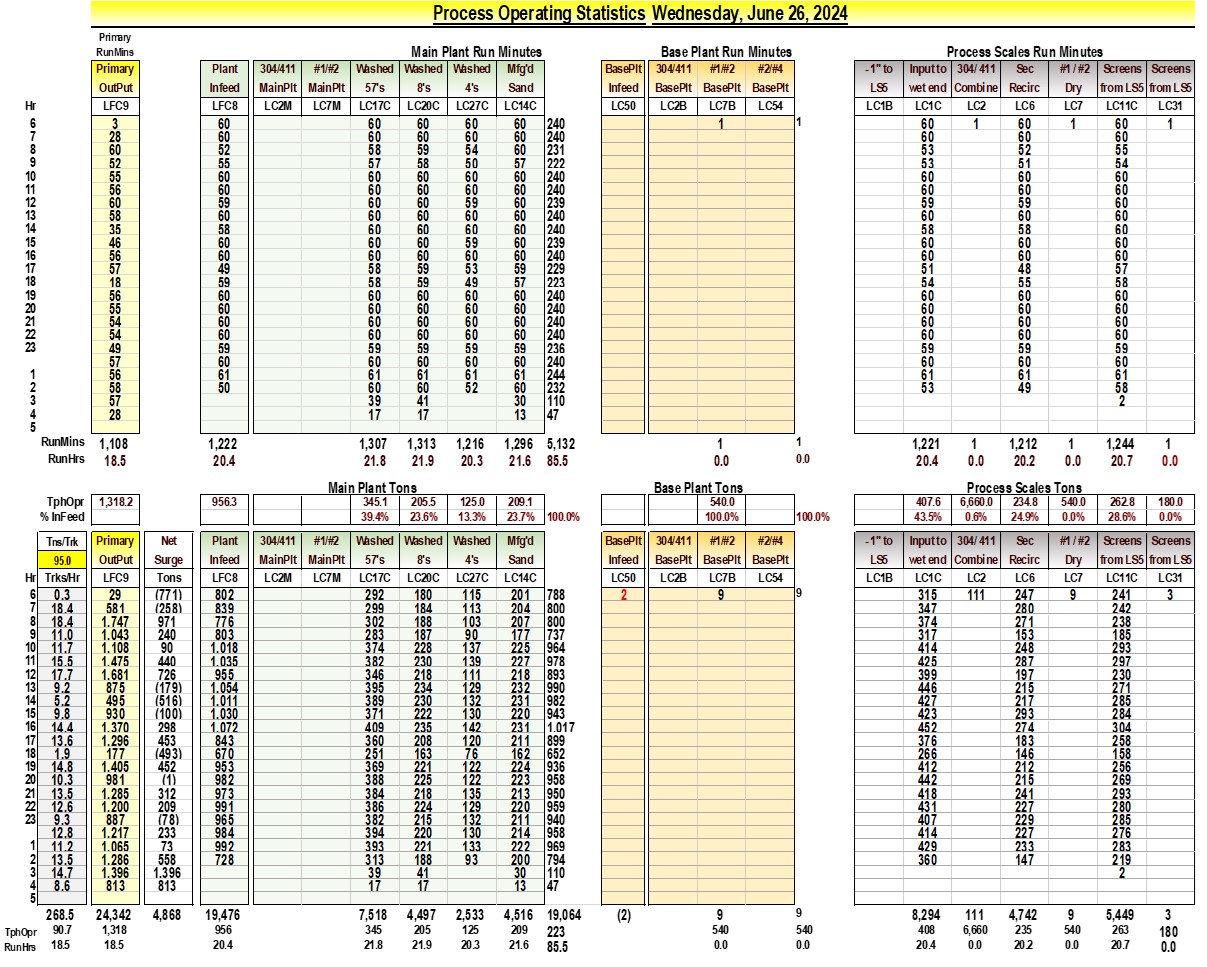 Process Operating Statistics Wednesday, June 26, 2024
Primary
RunMins Main Plant Run Minutes Base Plant Run Minutes Process Scales Run Minutes
Primary Plant 304/411 #1/#2 Washed Washed Washed Mfg'd BasePlt 304/411 #1/#2 #2/#4 -1" to Input to 304/ 411 Sec #1 / #2 Screens Screens
OutPut Infeed MainPlt MainPlt 57's 8's 4's Sand Infeed BasePlt BasePlt BasePlt LS5 wet end Combine Recirc Dry from LS5 from LS5
Hr LFC9 LFC8 LC2M LC7M LC17C LC20C LC27C LC14C LC50 LC2B LC7B LC54 LC1B LC1C LC2 LC6 LC7 LC11C LC31
6 3 60 60 60 60 60 240 1 1 60 1 60 1 60 1
7 28 60 60 60 60 60 240 60 60 60
8 60 52 58 59 54 60 231 53 52 55
9 52 55 57 58 50 57 222 53 51 54
10 55 60 60 60 60 60 240 60 60 60
11 56 60 60 60 60 60 240 60 60 60
12 60 59 60 60 59 60 239 59 59 60
13 58 60 60 60 60 60 240 60 60 60
14 35 58 60 60 60 60 240 58 58 60
15 46 60 60 60 59 60 239 60 60 60
16 56 60 60 60 60 60 240 60 60 60
17 57 49 58 59 53 59 229 51 48 57
18 18 59 58 59 49 57 223 54 55 58
19 56 60 60 60 60 60 240 60 60 60
20 55 60 60 60 60 60 240 60 60 60
21 54 60 60 60 60 60 240 60 60 60
22 54 60 60 60 60 60 240 60 60 60
23 49 59 59 59 59 59 236 59 59 59
57 60 60 60 60 60 240 60 60 60
1 56 61 61 61 61 61 244 61 61 61
2 58 50 60 60 52 60 232 53 49 58
3 57 39 41 30 110 2
4 28 17 17 13 47
5
RunMins 1,108 1,222 1,307 1,313 1,216 1,296 5,132 1 1 1,221 1 1,212 1 1,244 1
RunHrs 18.5 20.4 21.8 21.9 20.3 21.6 85.5 0.0 0.0 20.4 0.0 20.2 0.0 20.7 0.0
Main Plant Tons Base Plant Tons Process Scales Tons
TphOpr 1,318.2 956.3 345.1 205.5 125.0 209.1 540.0 407.6 6,660.0 234.8 540.0 262.8 180.0
% InFeed 39.4% 23.6% 13.3% 23.7% 100.0% 100.0% 100.0% 43.5% 0.6% 24.9% 0.0% 28.6% 0.0%
Tns/Trk Primary Net Plant 304/411 #1/#2 Washed Washed Washed Mfg'd BasePlt 304/411 #1/#2 #2/#4 -1" to Input to 304/ 411 Sec #1 / #2 Screens Screens
95.0 OutPut Surge Infeed MainPlt MainPlt 57's 8's 4's Sand Infeed BasePlt BasePlt BasePlt LS5 wet end Combine Recirc Dry from LS5 from LS5
Hr Trks/Hr LFC9 Tons LFC8 LC2M LC7M LC17C LC20C LC27C LC14C LC50 LC2B LC7B LC54 LC1B LC1C LC2 LC6 LC7 LC11C LC31
6 0.3 29 (771) 802 292 180 115 201 788 2 9 9 315 111 247 9 241 3
7 18.4 581 (258) 839 299 184 113 204 800 347 280 242
8 18.4 1.747 971 776 302 188 103 207 800 374 271 238
9 11.0 1.043 240 803 283 187 90 177 737 317 153 185
10 11.7 1.108 90 1.018 374 228 137 225 964 414 248 293
11 15.5 1.475 440 1.035 382 230 139 227 978 425 287 297
12 17.7 1.681 726 955 346 218 111 218 893 399 197 230
13 9.2 875 (179) 1.054 395 234 129 232 990 446 215 271
14 5.2 495 (516) 1.011 389 230 132 231 982 427 217 285
15 9.8 930 (100) 1.030 371 222 130 220 943 423 293 284
16 14.4 1.370 298 1.072 409 235 142 231 1.017 452 274 304
17 13.6 1.296 453 843 360 208 120 211 899 376 183 258
18 1.9 177 (493) 670 251 163 76 162 652 266 146 158
19 14.8 1.405 452 953 369 221 122 224 936 412 212 256
20 10.3 981 (1) 982 388 225 122 223 958 442 215 269
21 13.5 1.285 312 973 384 218 135 213 950 418 241 293
22 12.6 1.200 209 991 386 224 129 220 959 431 227 280
23 9.3 887 (78) 965 382 215 132 211 940 407 229 285
12.8 1.217 233 984 394 220 130 214 958 414 227 276
1 11.2 1.065 73 992 393 221 133 222 969 429 233 283
2 13.5 1.286 558 728 313 188 93 200 794 360 147 219
3 14.7 1.396 1.396 39 41 30 110 2
4 8.6 813 813 17 17 13 47
5
268.5 24,342 4,868 19,476 7,518 4,497 2,533 4,516 19,064 (2) 9 9 8,294 111 4,742 9 5,449 3
TphOpr 90.7 1,318 956 345 205 125 209 223 540 540 408 6,660 235 540 263 180
RunHrs 18.5 18.5 20.4 21.8 21.9 20.3 21.6 85.5 0.0 0.0 20.4 0.0 20.2 0.0 20.7 0.0